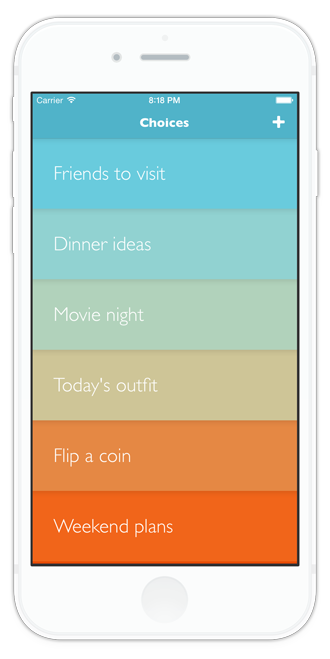 Carrier 8:18 PM
Choices +
Friends to visit
Dinner ideas
Movie night
Today's outfit
Flip a coin
Weekend plans